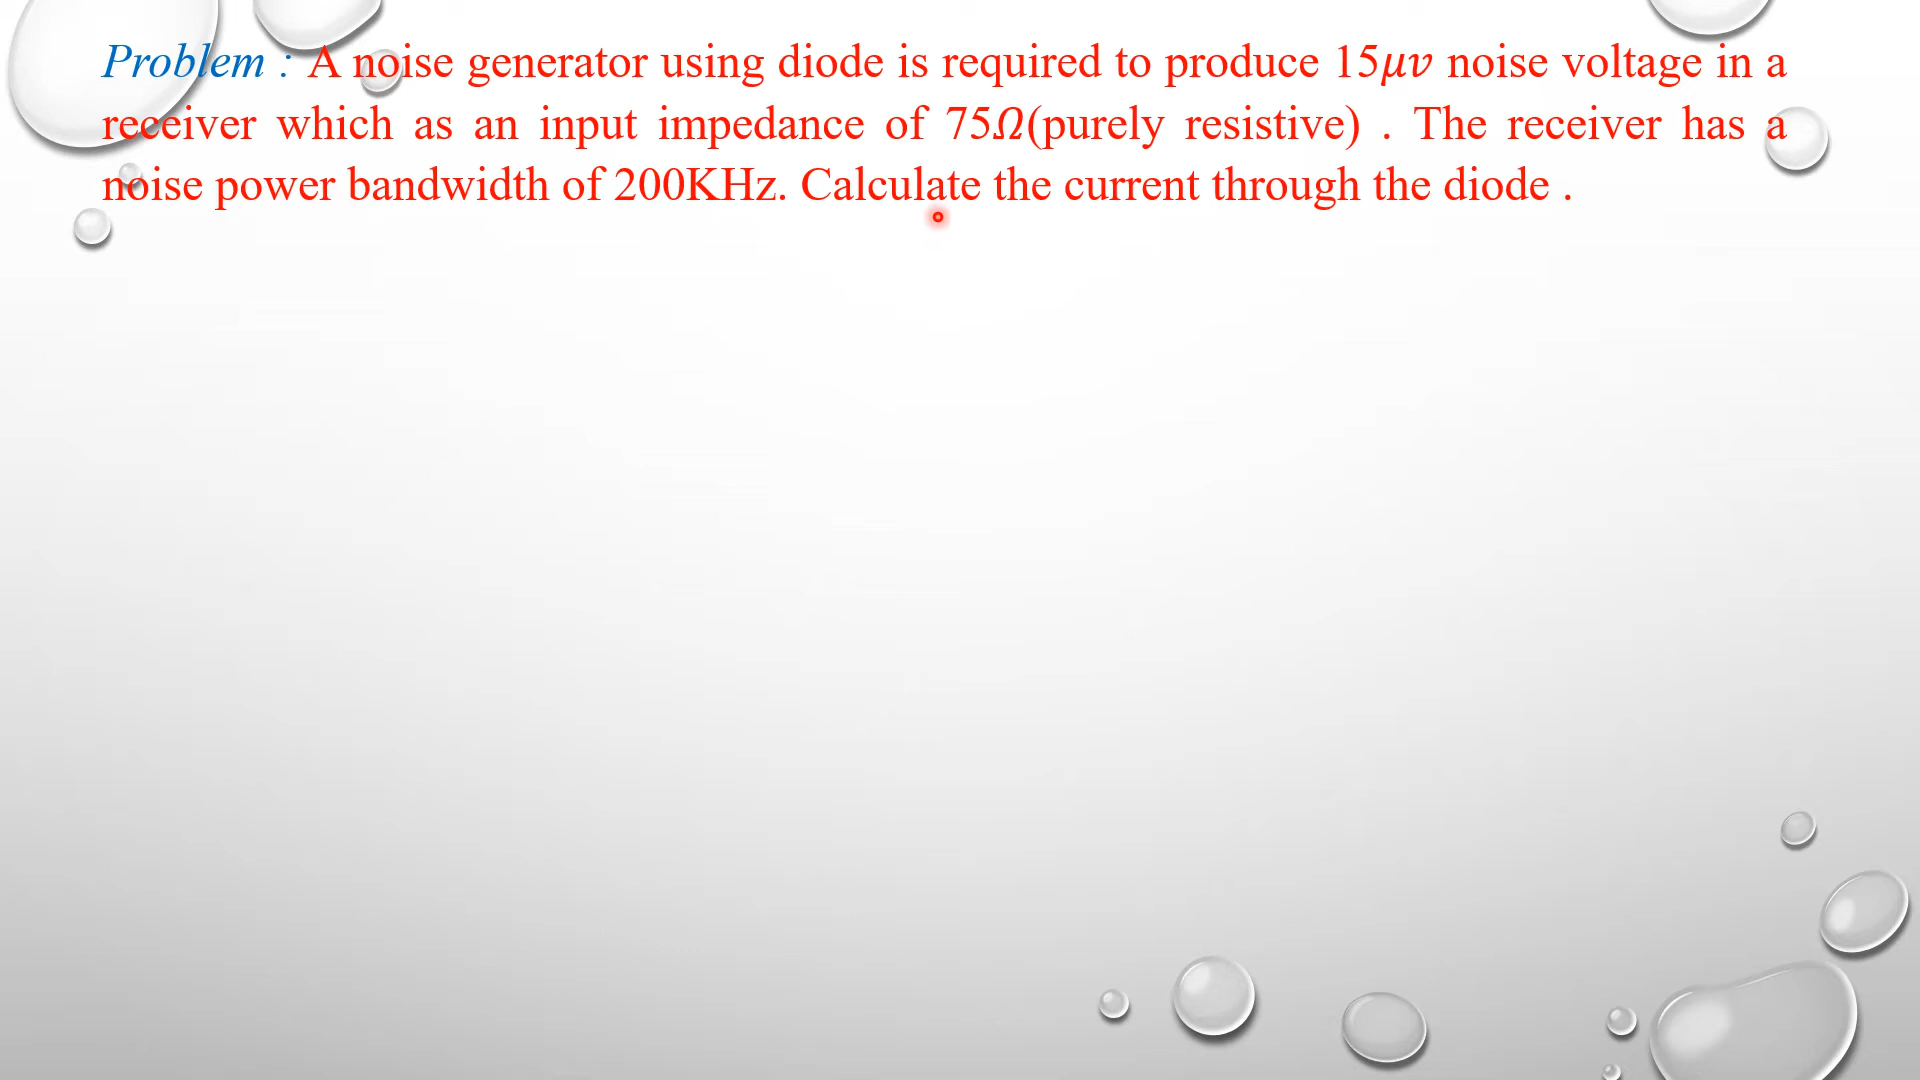 Problem : A noise generator using diode is required to produce 15μv noise voltage in a
receiver which as an input impedance of 75Ω(purely resistive) . The receiver has a
noise power bandwidth of 200KHz. Calculate the current through the diode .